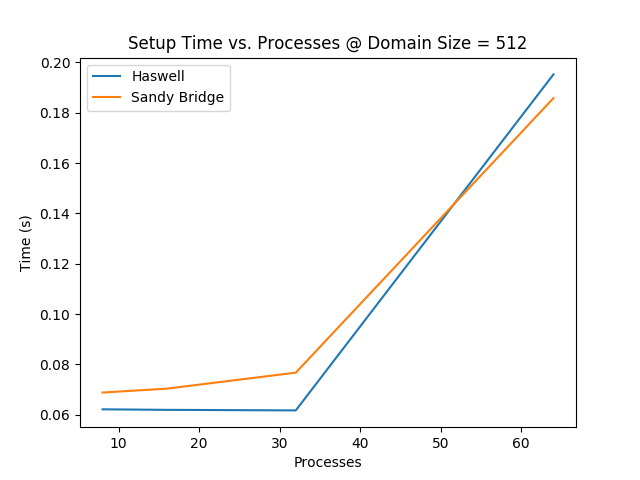 Setup Time vs. Processes @ Domain Size = 512
Haswell
Sandy Bridge
Time (s)
0.20
0.18
0.16
0.14
0.12
0.10
0.08
0.06
10 20 30 40 50 60
Processes